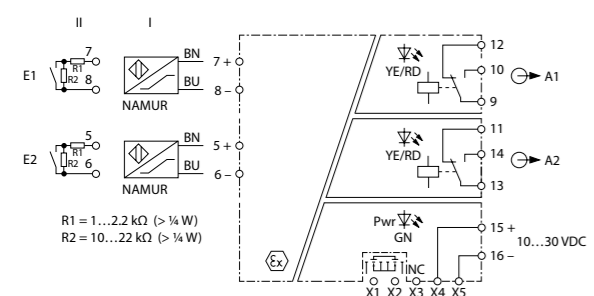 II I
7
R1
R2
8
E1
BN
BU
NAMUR
7 +
8 –
5
R1
R2
6
E2
BN
BU
NAMUR
5 +
6 –
R1 = 1…2.2 kΩ (> ¼ W)
R2 = 10…22 kΩ (> ¼ W)
Ex
YE/RD
12
10
9
A1
YE/RD
11
14
13
A2
Pwr
GN
15 +
16 –
10…30 VDC
NC
X1 X2 X3 X4 X5